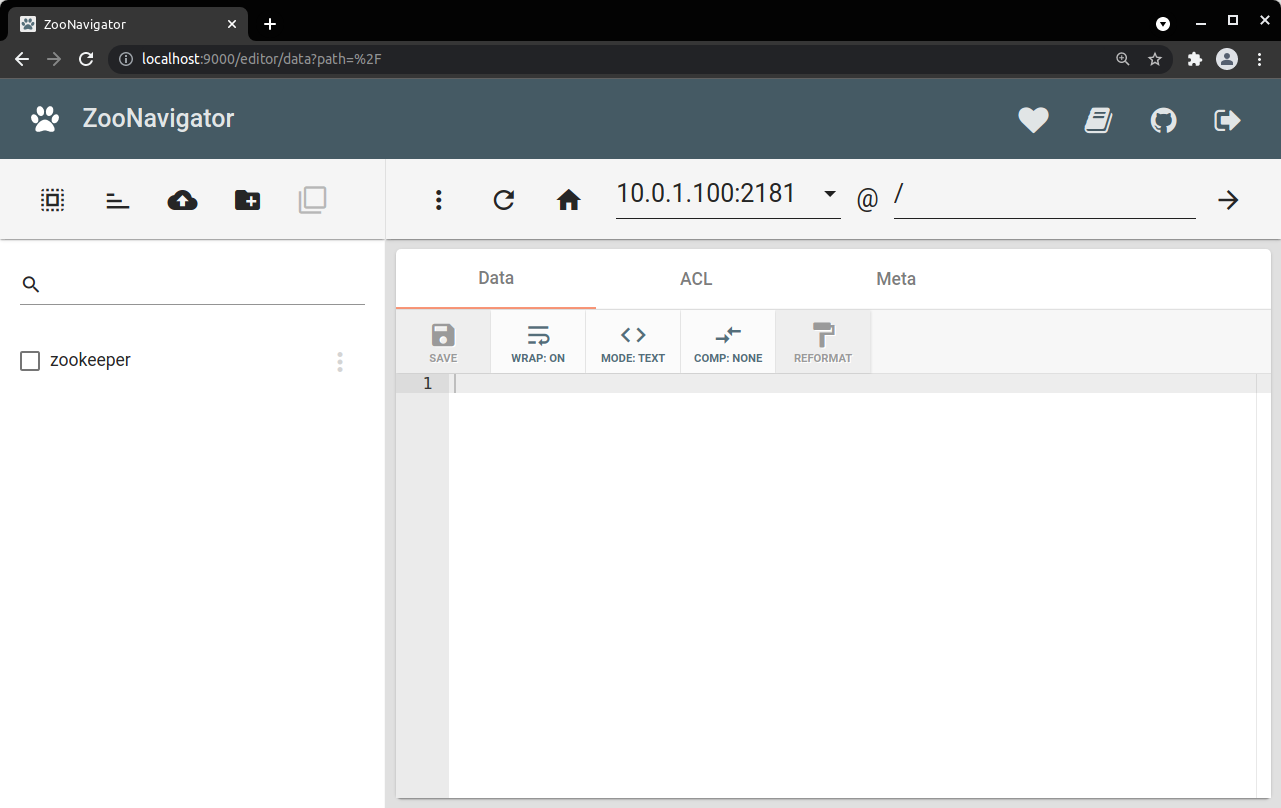 ZooNavigator
localhost:9000/editor/data?path=%2F
ZooNavigator
10.0.1.100:2181 @ /
Data ACL Meta
SAVE WRAP: ON MODE: TEXT COMP: NONE REFORMAT
zookeeper
1